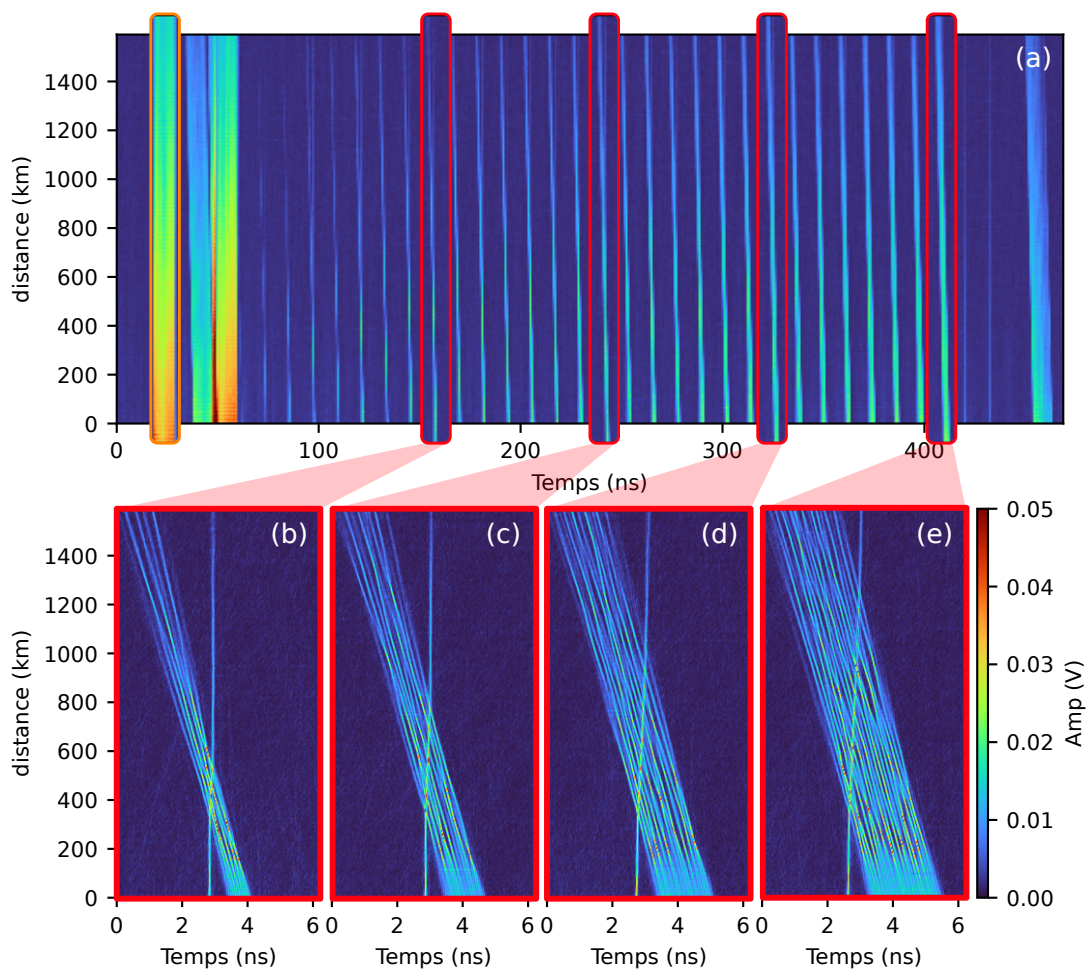 (a)
1400
1200
1000
800
600
400
200
0
distance (km)
0 100 200 300 400
Temps (ns)
(b) (c) (d) (e)
1400
1200
1000
800
600
400
200
0
distance (km)
0 2 4 6 0 2 4 6 0 2 4 6 0 2 4 6
Temps (ns) Temps (ns) Temps (ns) Temps (ns)
0.05
0.04
0.03
0.02
0.01
0.00
Amp (V)